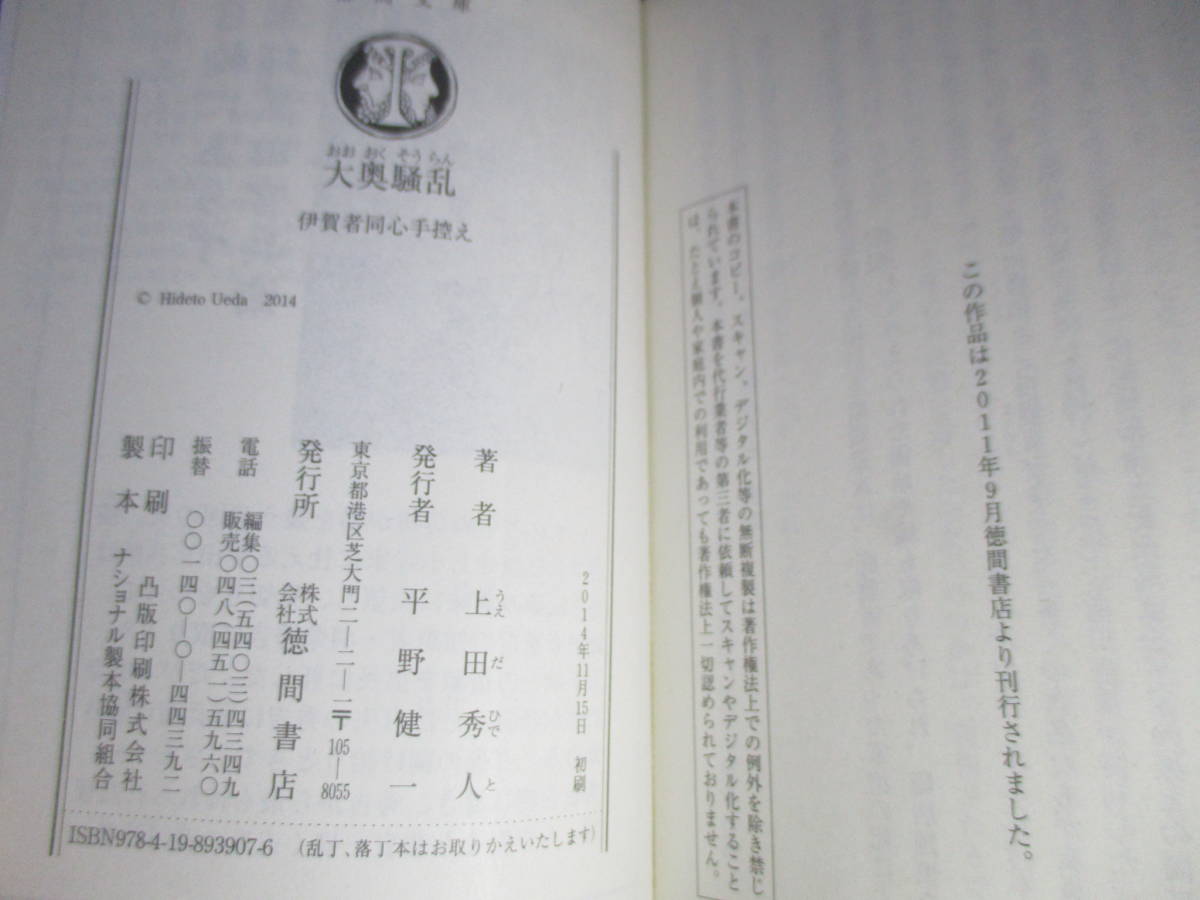 この作品は2011年9月徳間書店より刊行されました。
本書のコピー、スキャン、デジタル化等の無断複製は著作権法上での例外を除き禁じ
られています。本書を代行業者等の第三者に依頼してスキャンやデジタル化すること
は、たとえ個人や家庭内での利用であっても著作権法上一切認められておりません。
おお おく そう らん
大奥騒乱
伊賀者同心手控え
© Hideto Ueda 2014
2014年11月15日 初刷
著者 上田秀人
うえ だ ひで と
発行者 平野健一
東京都港区芝大門二―二―一〒105―8055
発行所 株式会社徳間書店
電話 編集〇三(五四〇三)四三四九
販売〇四八(四五一)五九六〇
振替 〇〇一四〇―〇―四四三九二
印刷 凸版印刷株式会社
製本 ナショナル製本協同組合
ISBN978-4-19-893907-6 (乱丁、落丁本はお取りかえいたします)